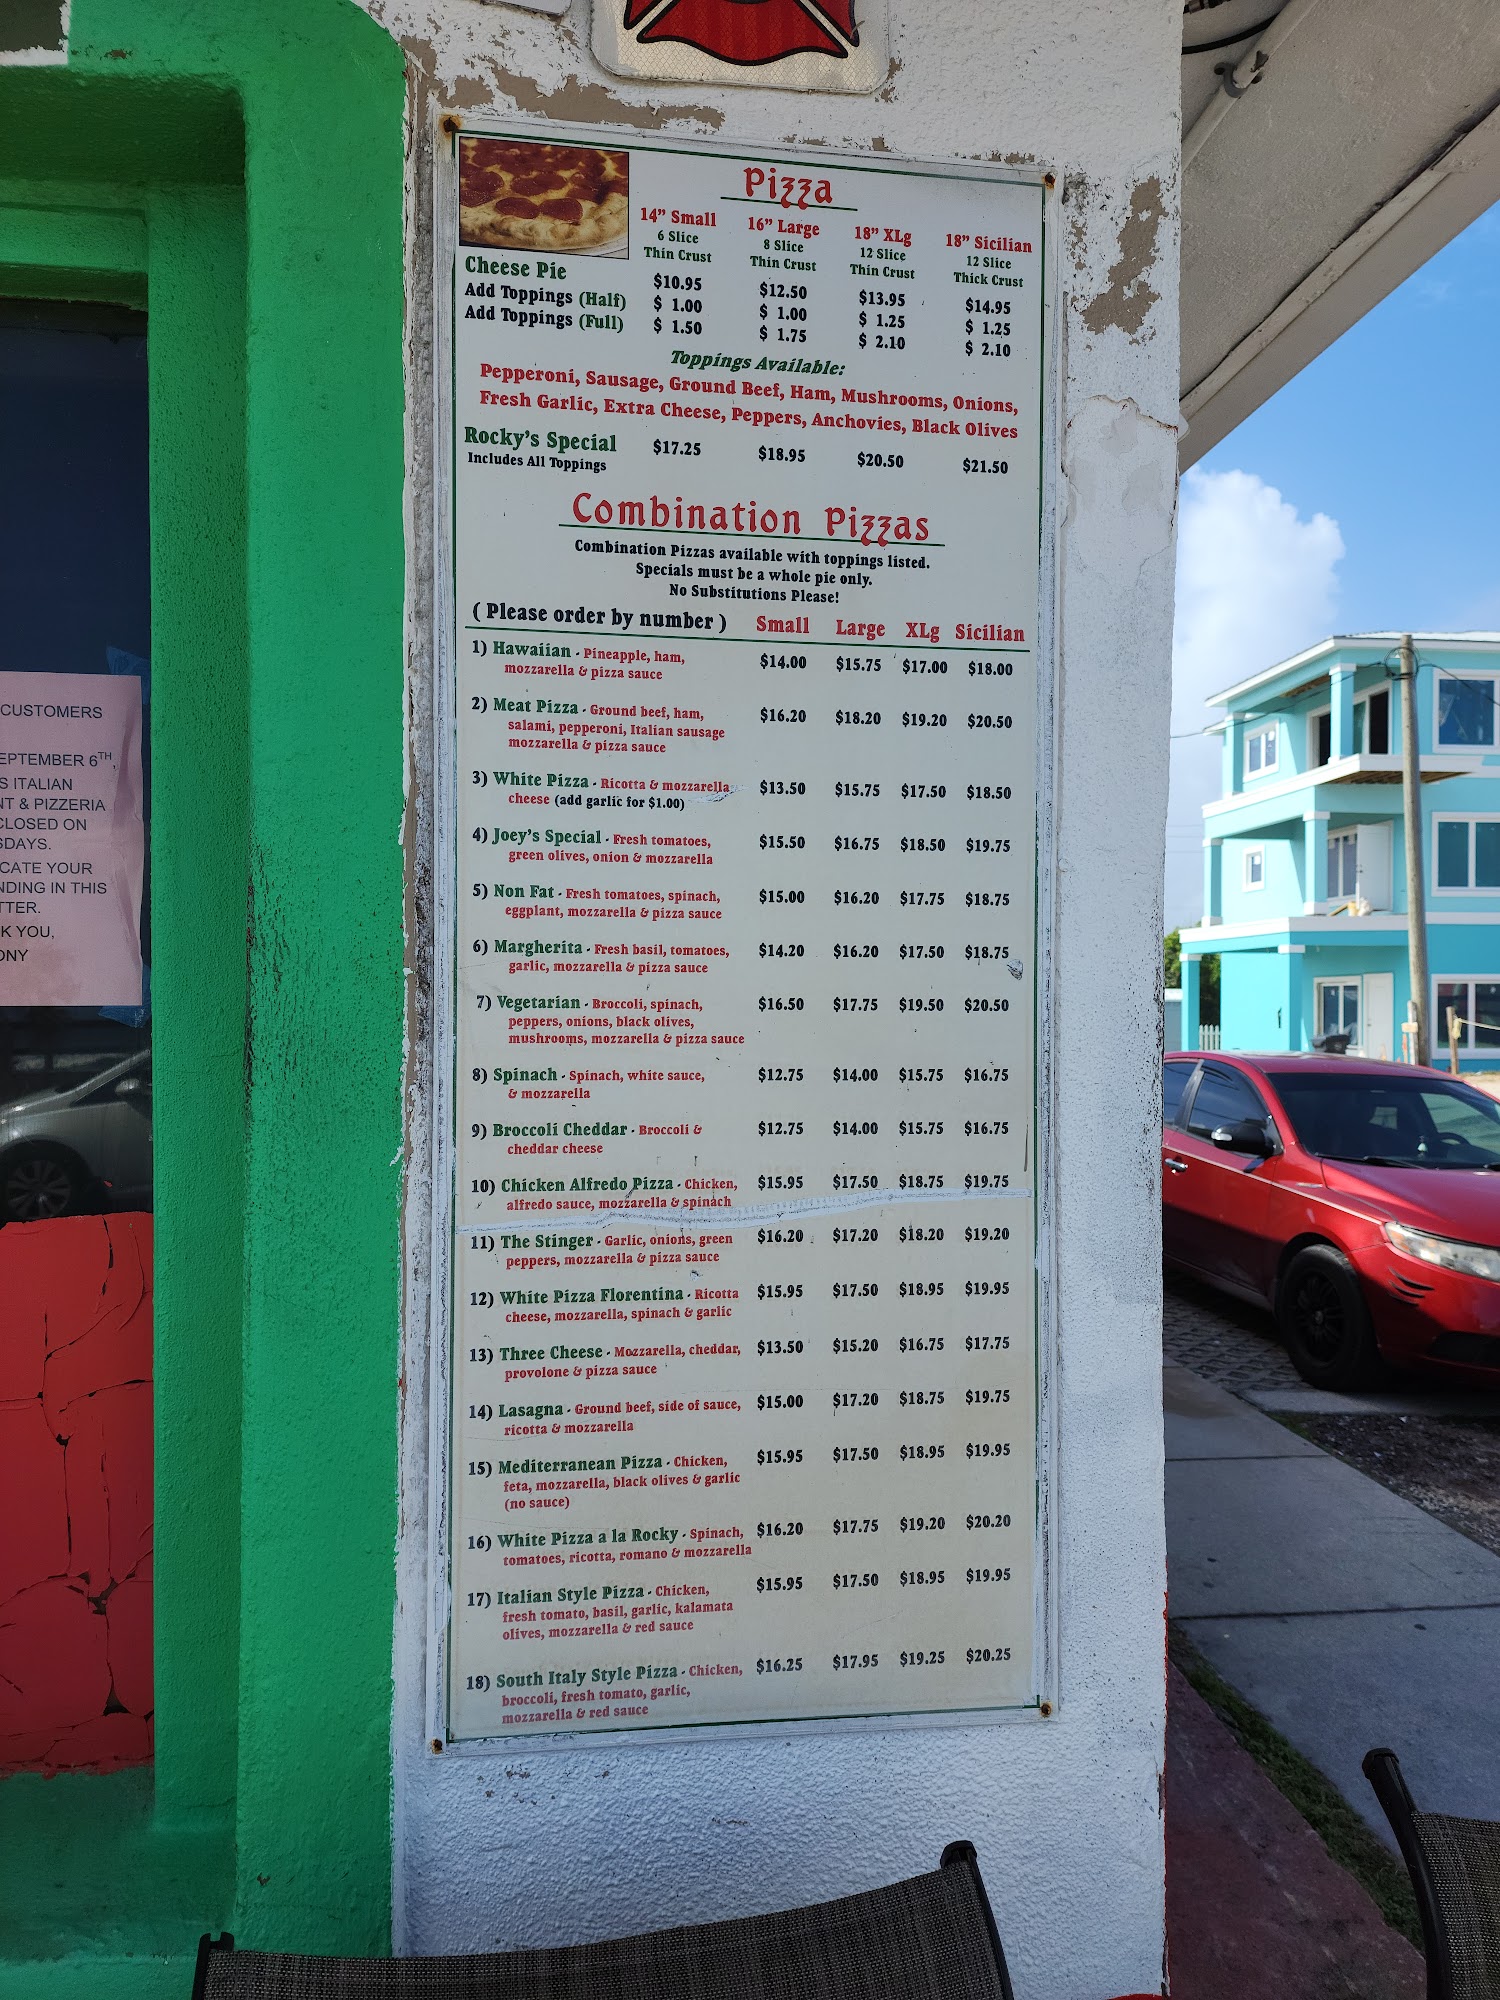 Pizza
14" Small 16" Large 18" XLg 18" Sicilian
6 Slice 8 Slice 12 Slice 12 Slice
Thin Crust Thin Crust Thin Crust Thick Crust
Cheese Pie $10.95 $12.50 $13.95 $14.95
Add Toppings (Half) $ 1.00 $ 1.00 $ 1.25 $ 1.25
Add Toppings (Full) $ 1.50 $ 1.75 $ 2.10 $ 2.10
Toppings Available:
Pepperoni, Sausage, Ground Beef, Ham, Mushrooms, Onions,
Fresh Garlic, Extra Cheese, Peppers, Anchovies, Black Olives
Rocky's Special $17.25 $18.95 $20.50 $21.50
Includes All Toppings
Combination Pizzas
Combination Pizzas available with toppings listed.
Specials must be a whole pie only.
No Substitutions Please!
( Please order by number ) Small Large XLg Sicilian
1) Hawaiian - Pineapple, ham, $14.00 $15.75 $17.00 $18.00
mozzarella & pizza sauce
2) Meat Pizza - Ground beef, ham, $16.20 $18.20 $19.20 $20.50
salami, pepperoni, Italian sausage
mozzarella & pizza sauce
3) White Pizza - Ricotta & mozzarella $13.50 $15.75 $17.50 $18.50
cheese (add garlic for $1.00)
4) Joey's Special - Fresh tomatoes, $15.50 $16.75 $18.50 $19.75
green olives, onion & mozzarella
5) Non Fat - Fresh tomatoes, spinach, $15.00 $16.20 $17.75 $18.75
eggplant, mozzarella & pizza sauce
6) Margherita - Fresh basil, tomatoes, $14.20 $16.20 $17.50 $18.75
garlic, mozzarella & pizza sauce
7) Vegetarian - Broccoli, spinach, $16.50 $17.75 $19.50 $20.50
peppers, onions, black olives,
mushrooms, mozzarella & pizza sauce
8) Spinach - Spinach, white sauce, $12.75 $14.00 $15.75 $16.75
& mozzarella
9) Broccoli Cheddar - Broccoli & $12.75 $14.00 $15.75 $16.75
cheddar cheese
10) Chicken Alfredo Pizza - Chicken, $15.95 $17.50 $18.75 $19.75
alfredo sauce, mozzarella & spinach
11) The Stinger - Garlic, onions, green $16.20 $17.20 $18.20 $19.20
peppers, mozzarella & pizza sauce
12) White Pizza Florentina - Ricotta $15.95 $17.50 $18.95 $19.95
cheese, mozzarella, spinach & garlic
13) Three Cheese - Mozzarella, cheddar, $13.50 $15.20 $16.75 $17.75
provolone & pizza sauce
14) Lasagna - Ground beef, side of sauce, $15.00 $17.20 $18.75 $19.75
ricotta & mozzarella
15) Mediterranean Pizza - Chicken, $15.95 $17.50 $18.95 $19.95
feta, mozzarella, black olives & garlic
(no sauce)
16) White Pizza a la Rocky - Spinach, $16.20 $17.75 $19.20 $20.20
tomatoes, ricotta, romano & mozzarella
17) Italian Style Pizza - Chicken, $15.95 $17.50 $18.95 $19.95
fresh tomato, basil, garlic, kalamata
olives, mozzarella & red sauce
18) South Italy Style Pizza - Chicken, $16.25 $17.95 $19.25 $20.25
broccoli, fresh tomato, garlic,
mozzarella & red sauce
CUSTOMERS
EPTEMBER 6TH,
S ITALIAN
NT & PIZZERIA
CLOSED ON
SDAYS.
CATE YOUR
NDING IN THIS
TTER.
K YOU,
ONY